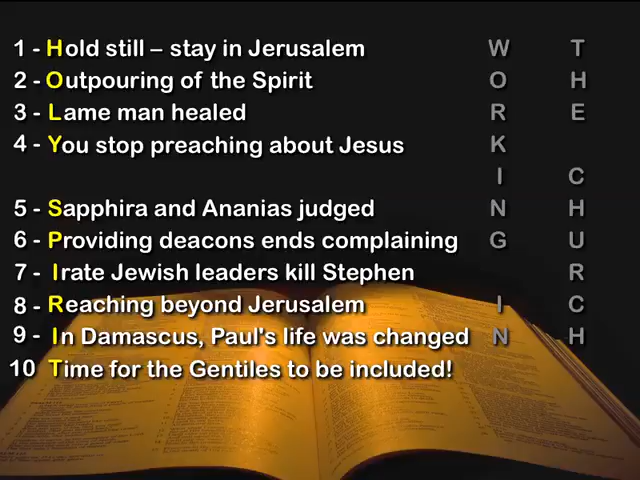 1 - Hold still – stay in Jerusalem W T
2 - Outpouring of the Spirit O H
3 - Lame man healed R E
4 - You stop preaching about Jesus K
I C
5 - Sapphira and Ananias judged N H
6 - Providing deacons ends complaining G U
7 - Irate Jewish leaders kill Stephen R
8 - Reaching beyond Jerusalem I C
9 - In Damascus, Paul's life was changed N H
10 Time for the Gentiles to be included!